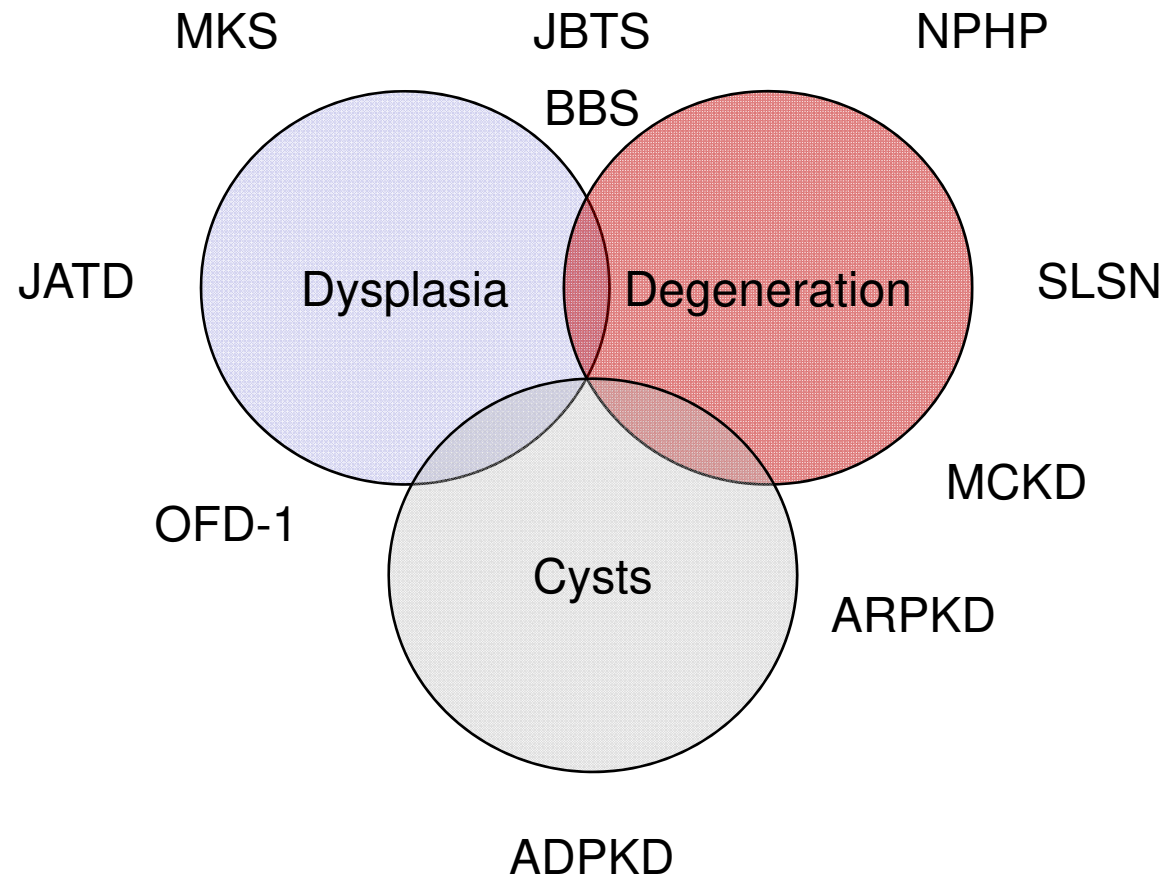 MKS
JBTS
NPHP
BBS
JATD
Dysplasia
Degeneration
SLSN
MCKD
OFD-1
Cysts
ARPKD
ADPKD